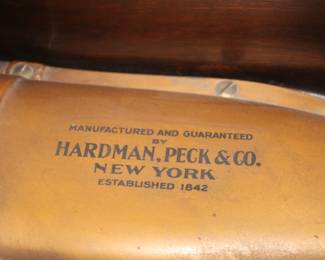 MANUFACTURED AND GUARANTEED
BY
HARDMAN, PECK & CO.
NEW YORK
ESTABLISHED 1842